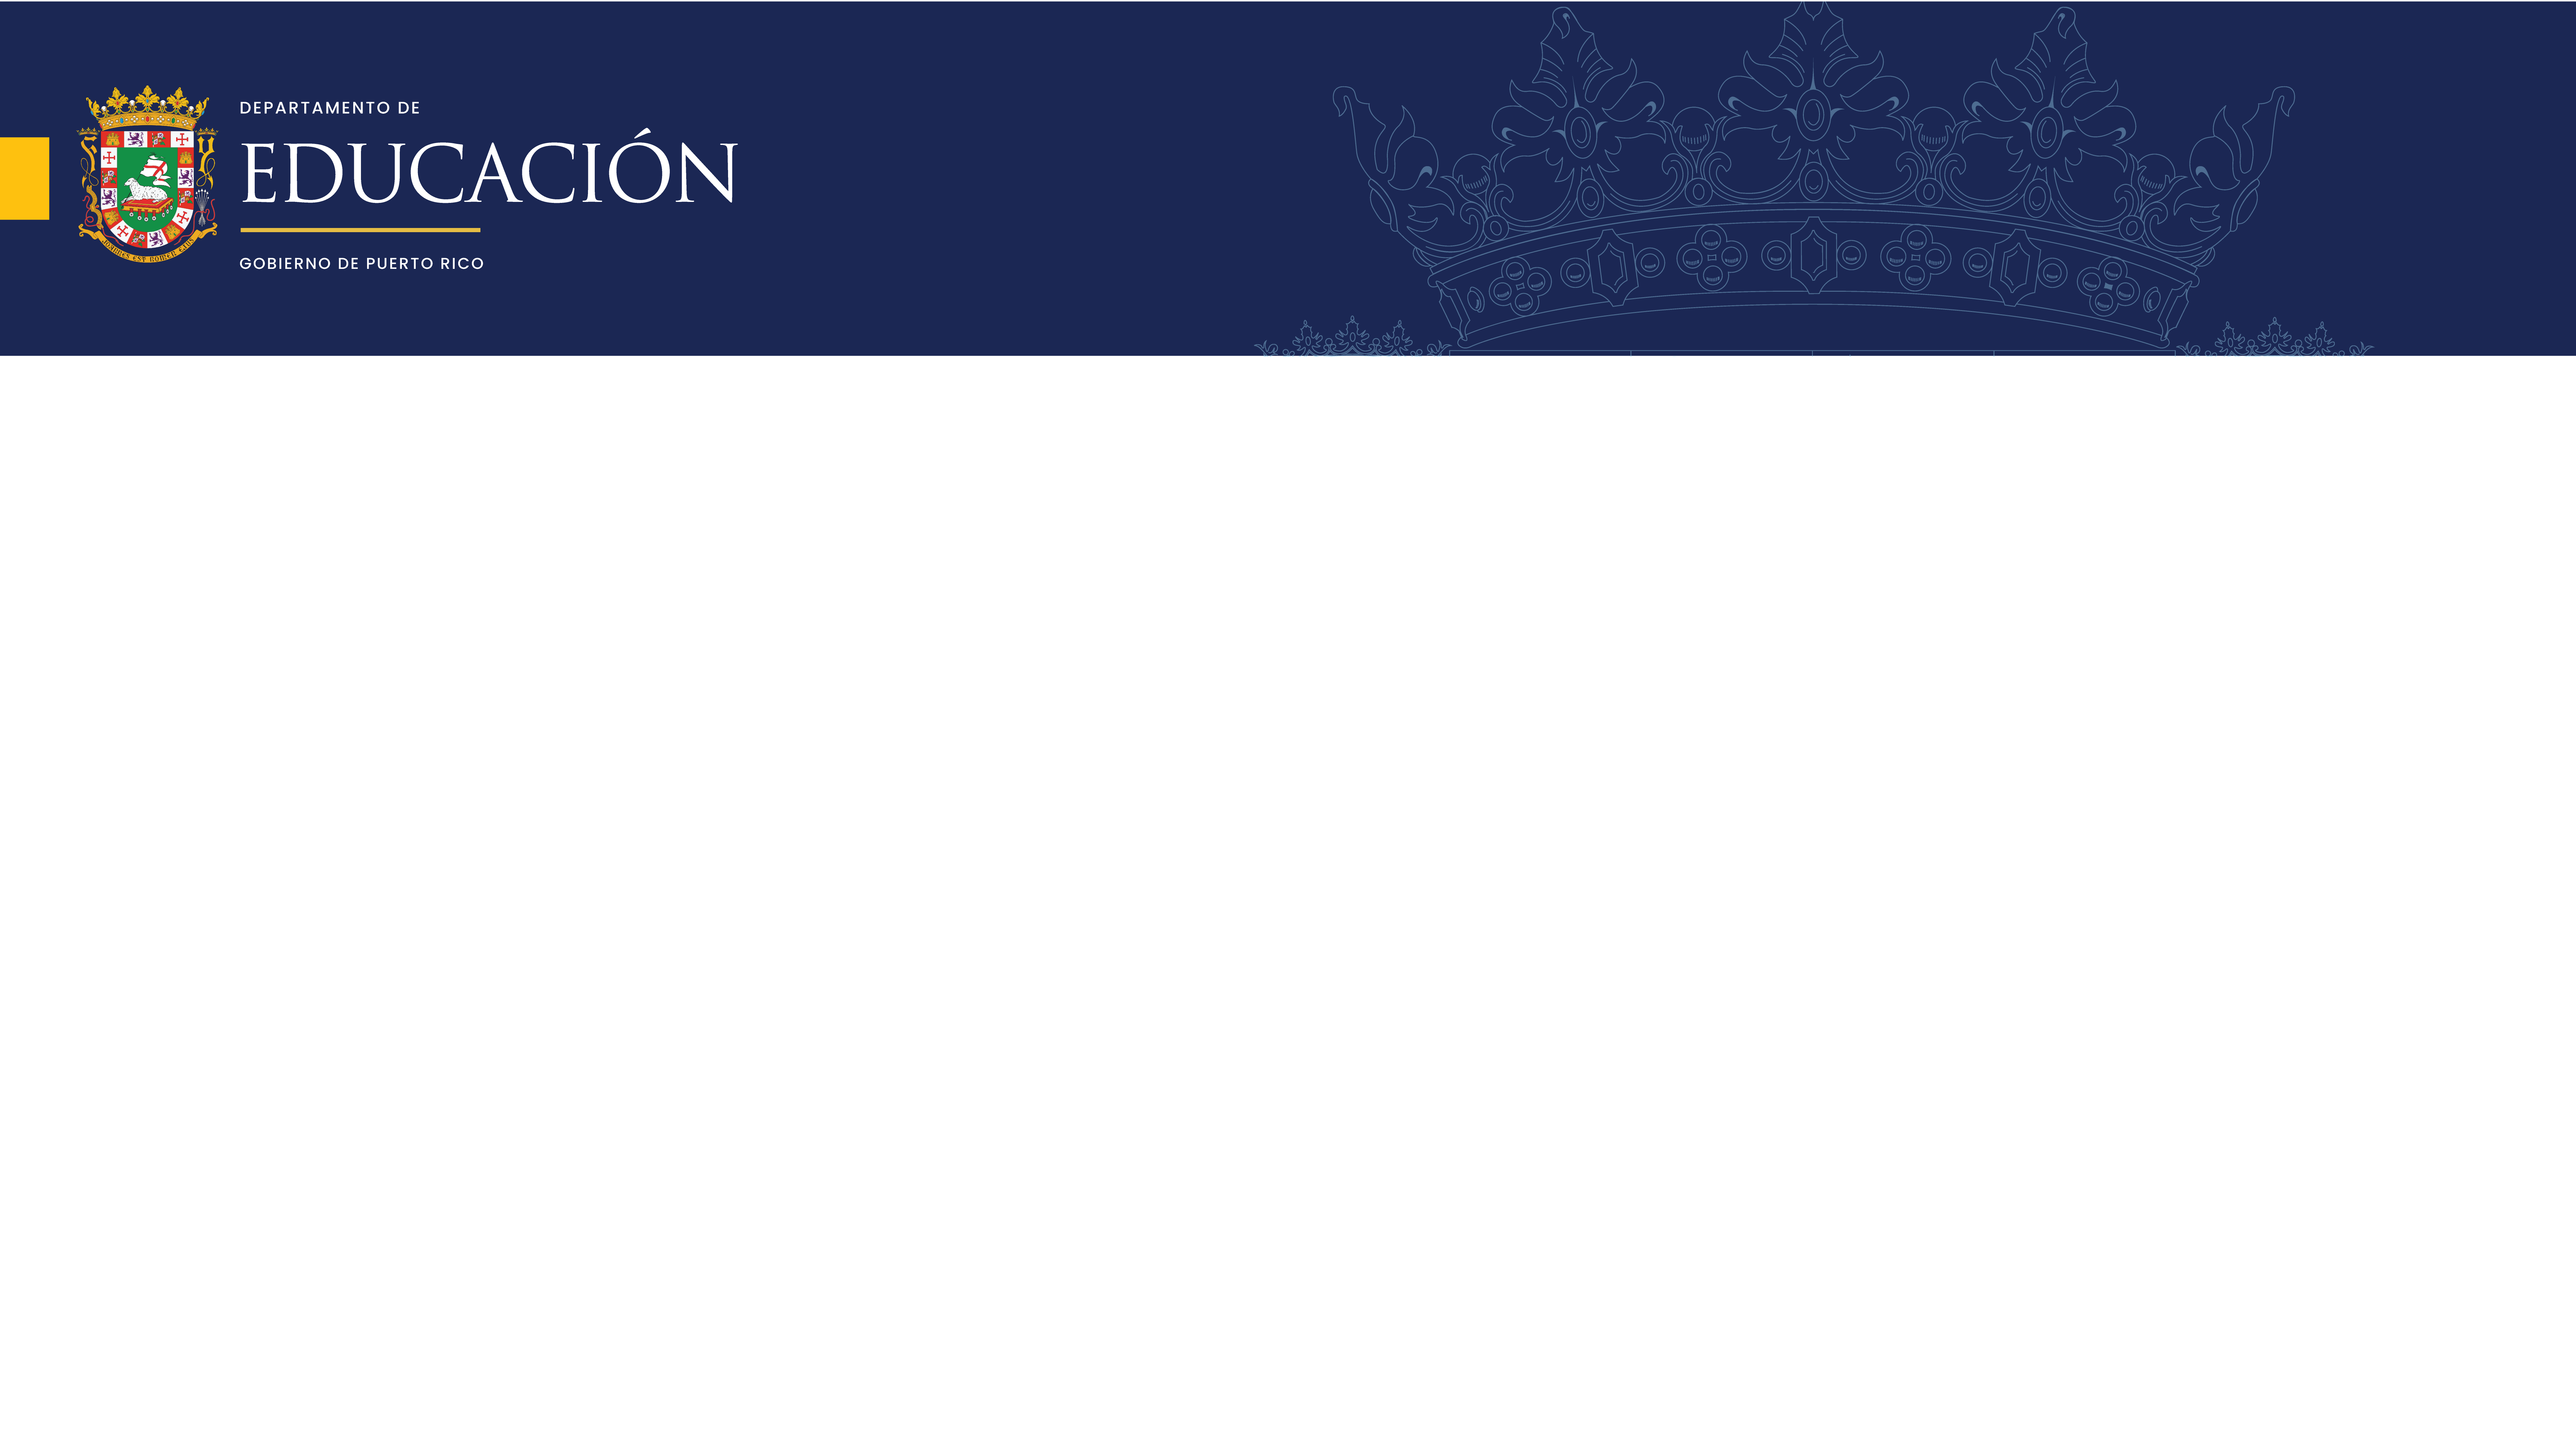 DEPARTAMENTO DE
EDUCACIÓN
GOBIERNO DE PUERTO RICO